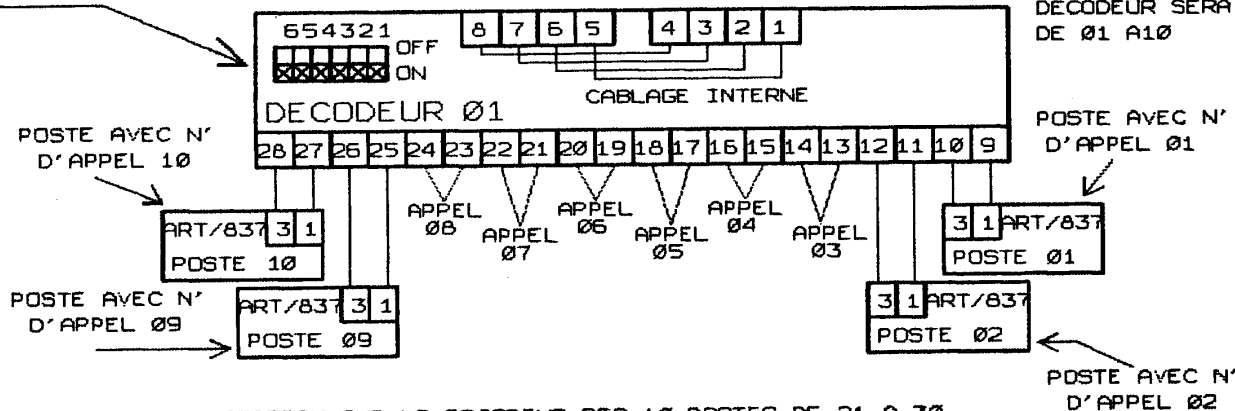 DECODEUR SERA
DE Ø1 A1Ø
654321
OFF
ON
8 7 6 5 4 3 2 1
CABLAGE INTERNE
DECODEUR Ø1
28 27 26 25 24 23 22 21 20 19 18 17 16 15 14 13 12 11 10 9
POSTE AVEC N'
D'APPEL 10
POSTE AVEC N'
D'APPEL Ø1
APPEL
Ø8
APPEL
Ø7
APPEL
Ø6
APPEL
Ø5
APPEL
Ø4
APPEL
Ø3
ART/837 3 1
POSTE 1Ø
3 1 ART/837
POSTE Ø1
POSTE AVEC N'
D'APPEL Ø9
ART/837 3 1
POSTE Ø9
3 1 ART/837
POSTE Ø2
POSTE AVEC N'
D'APPEL Ø2